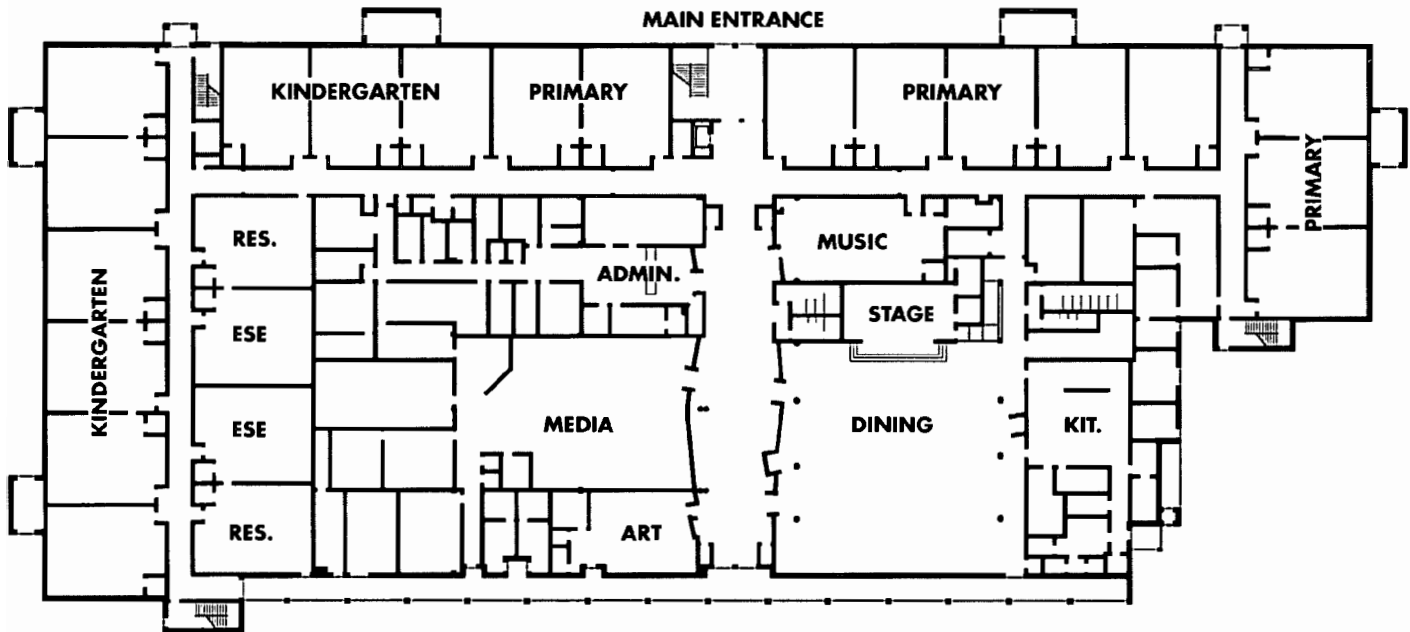 MAIN ENTRANCE
KINDERGARTEN
PRIMARY
PRIMARY
PRIMARY
RES.
MUSIC
ADMIN.
STAGE
ESE
KINDERGARTEN
ESE
MEDIA
DINING
KIT.
RES.
ART